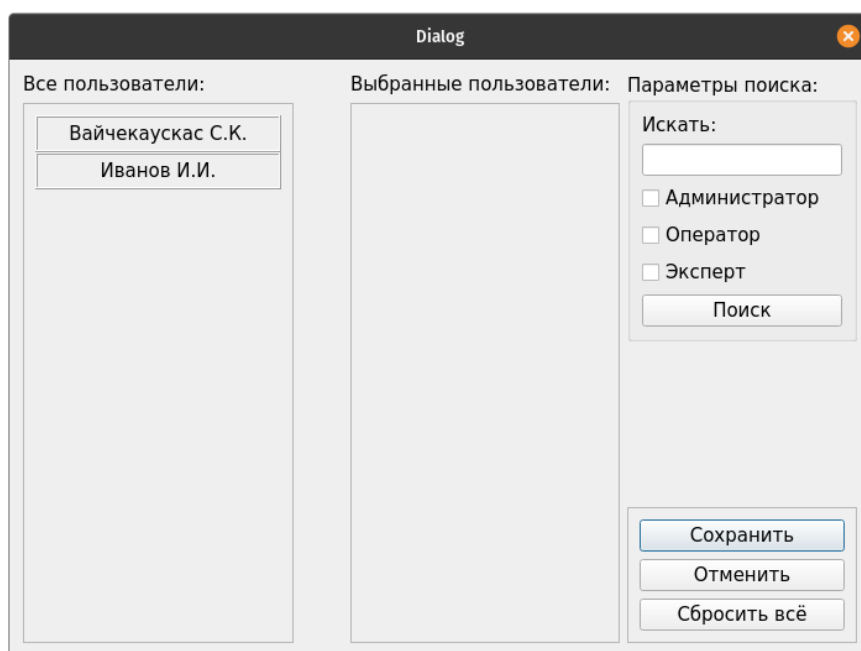 Dialog
Все пользователи:
Вайчекаускас С.К.
Иванов И.И.
Выбранные пользователи:
Параметры поиска:
Искать:
Администратор
Оператор
Эксперт
Поиск
Сохранить
Отменить
Сбросить всё